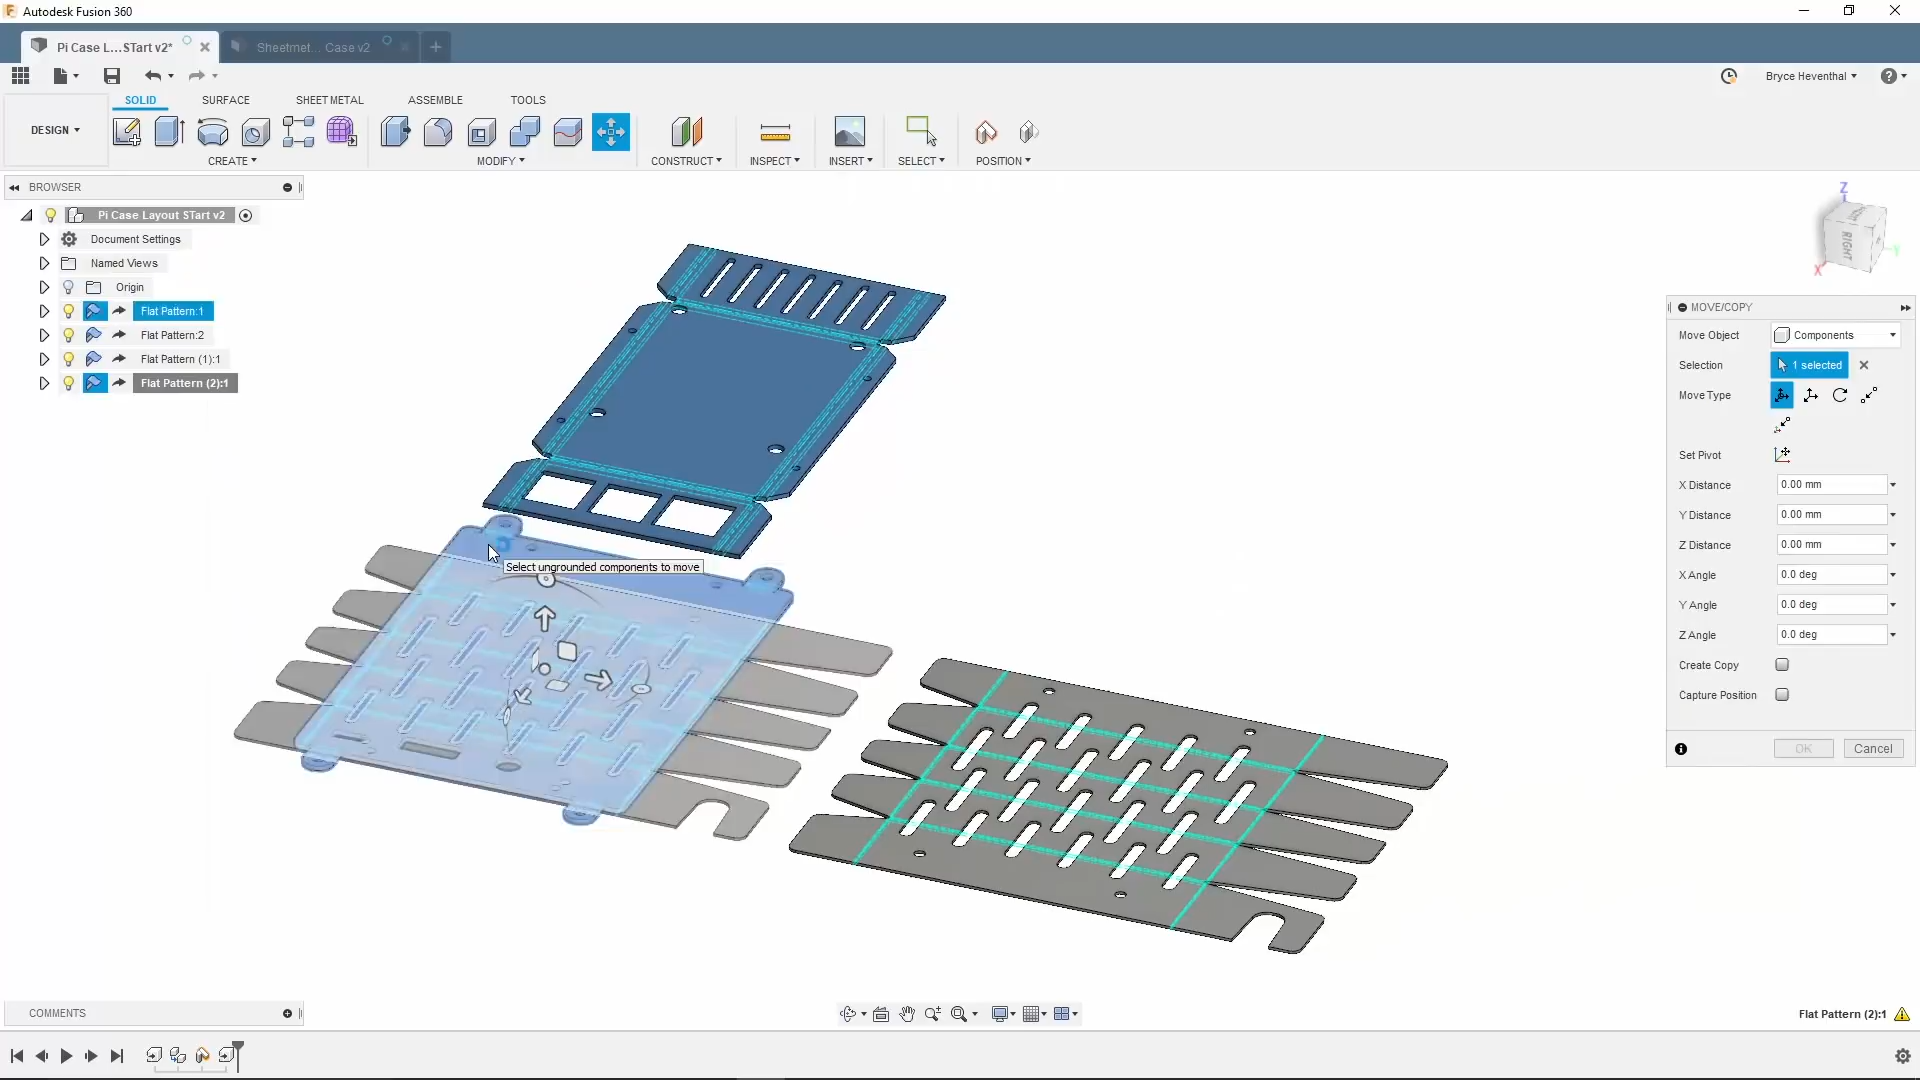 Autodesk Fusion 360
Pi Case L...STart v2*
Sheetmet... Case v2
Bryce Heventhal
DESIGN
SOLID
SURFACE
SHEET METAL
ASSEMBLE
TOOLS
CREATE
MODIFY
CONSTRUCT
INSPECT
INSERT
SELECT
POSITION
BROWSER
Pi Case Layout STart v2
Document Settings
Named Views
Origin
Flat Pattern:1
Flat Pattern:2
Flat Pattern (1):1
Flat Pattern (2):1
Select ungrounded components to move
Z
RIGHT
X
Y
MOVE/COPY
Move Object
Components
Selection
1 selected
Move Type
Set Pivot
X Distance
0.00 mm
Y Distance
0.00 mm
Z Distance
0.00 mm
X Angle
0.0 deg
Y Angle
0.0 deg
Z Angle
0.0 deg
Create Copy
Capture Position
OK
Cancel
COMMENTS
Flat Pattern (2):1